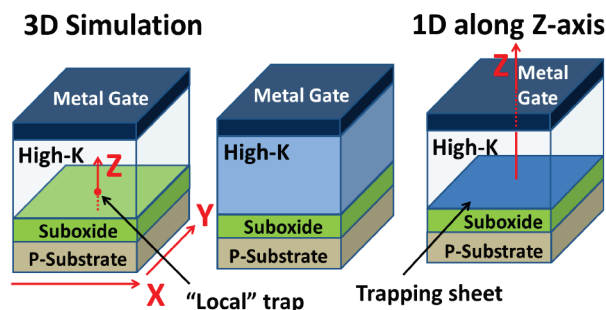 3D Simulation
1D along Z-axis
Metal Gate
High-K
Z
Suboxide
P-Substrate
X
Y
"Local" trap
Metal Gate
High-K
Suboxide
P-Substrate
Z
Metal
Gate
High-K
Suboxide
P-Substrate
Trapping sheet